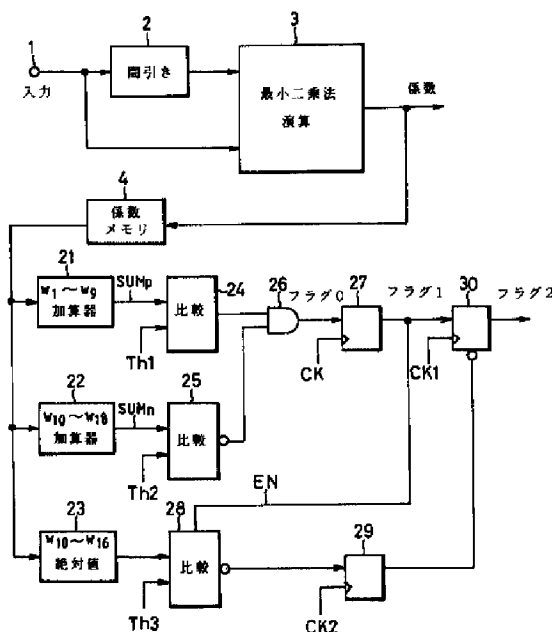 1
入力
2
間引き
3
最小二乗法
演算
係数
4
係数
メモリ
21
W1~W9
加算器
SUMp
24
比較
Th1
26
フラグ0
27
CK
フラグ1
30
フラグ2
CK1
22
W10~W18
加算器
SUMn
25
比較
Th2
EN
23
W10~W16
絶対値
28
比較
Th3
29
CK2